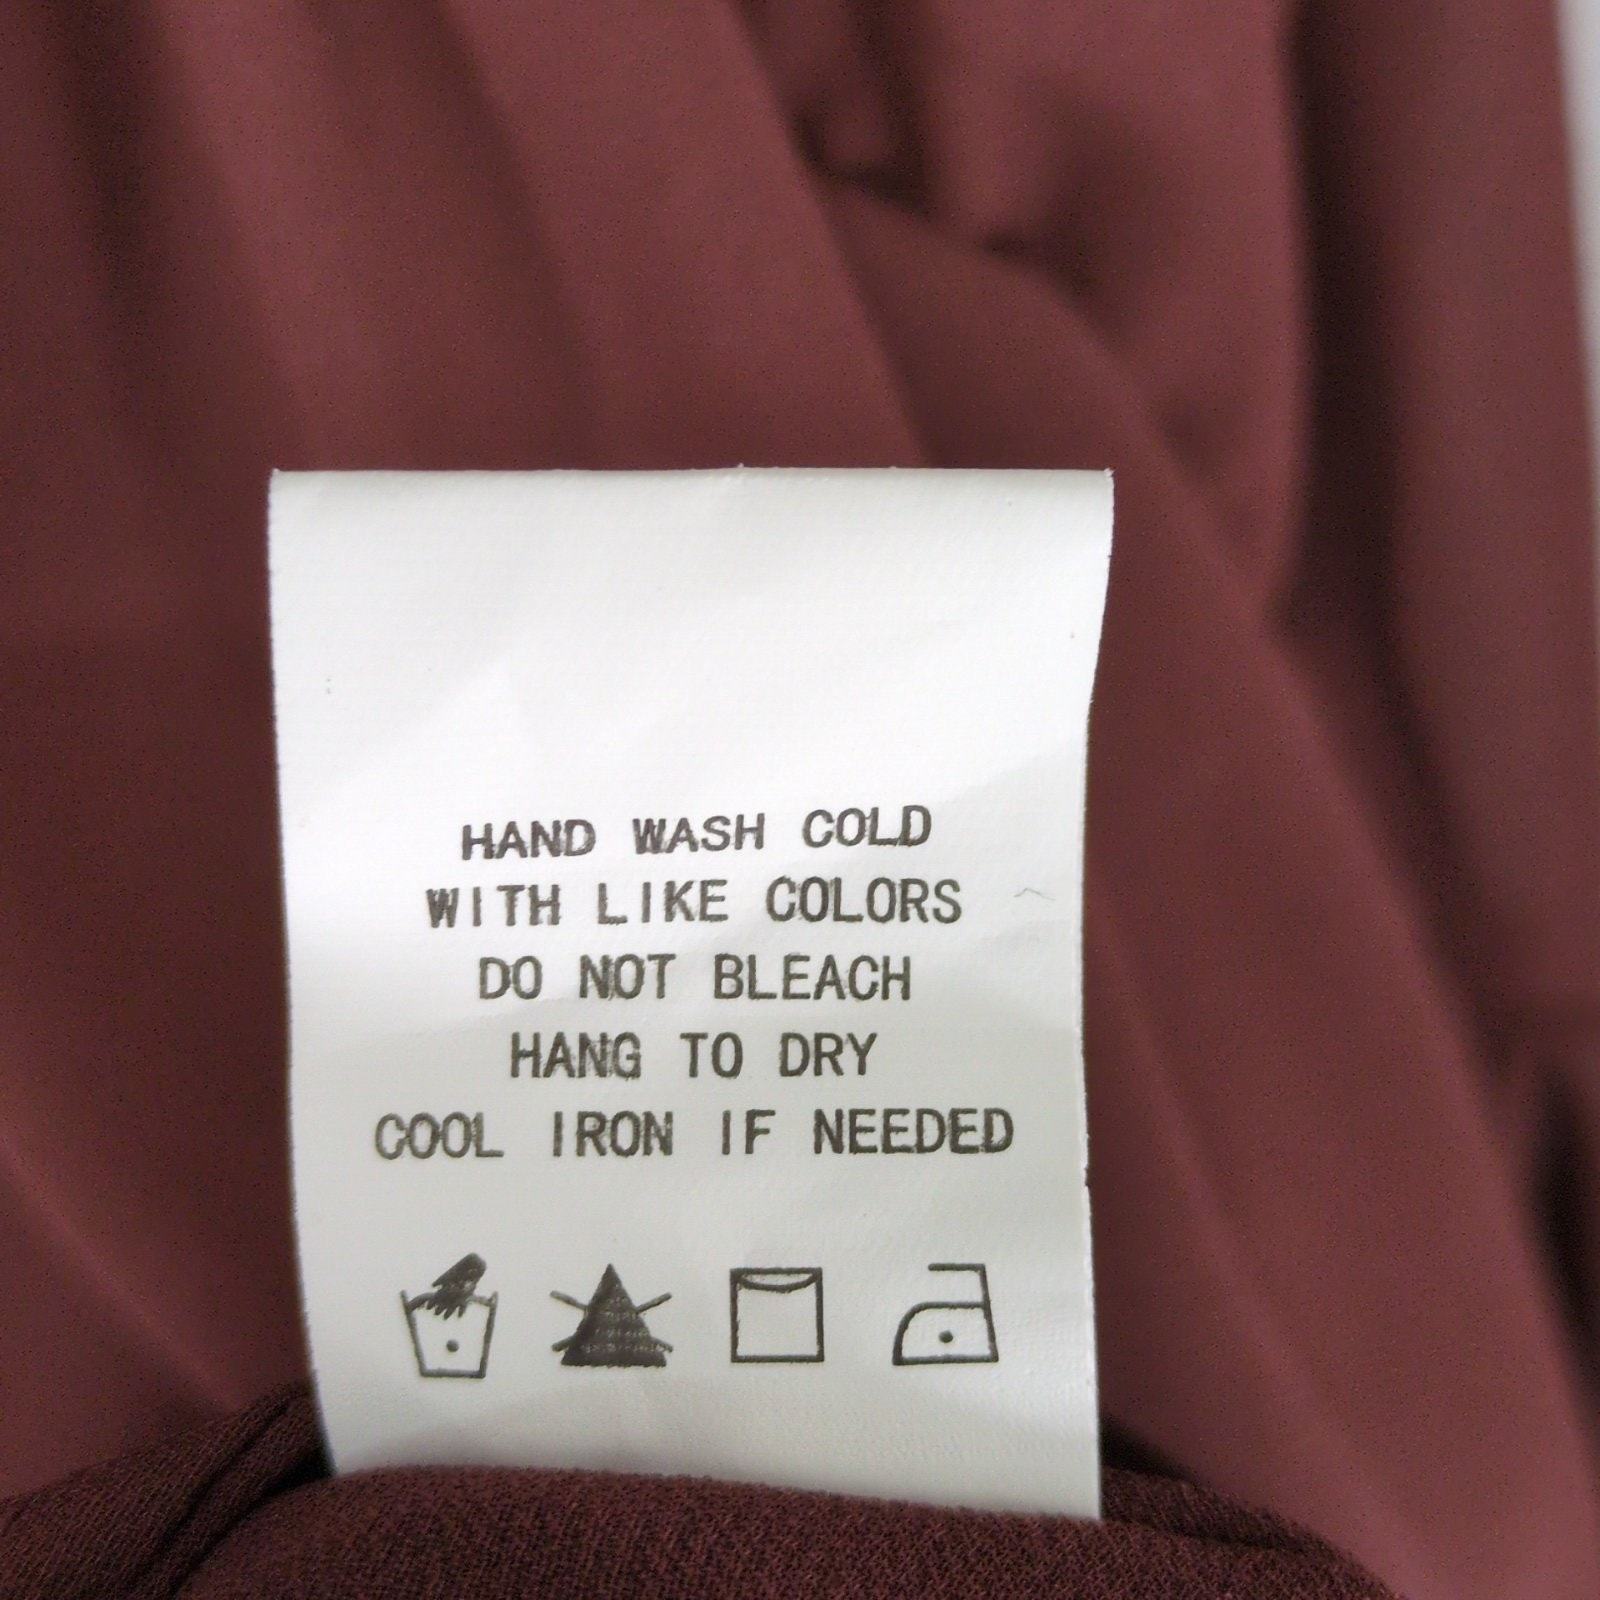 HAND WASH COLD
WITH LIKE COLORS
DO NOT BLEACH
HANG TO DRY
COOL IRON IF NEEDED